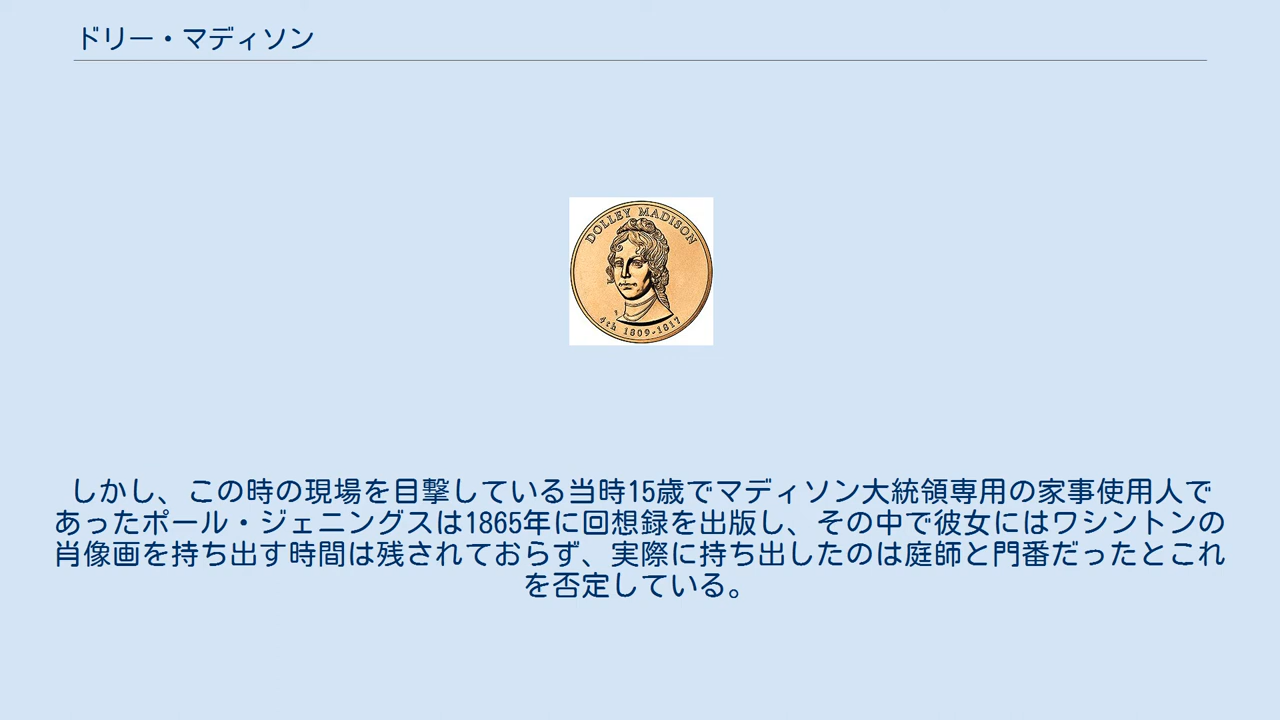 ドリー・マディソン
DOLLEY MADISON
4th 1809-1817
しかし、この時の現場を目撃している当時15歳でマディソン大統領専用の家事使用人で
あったポール・ジェニングスは1865年に回想録を出版し、その中で彼女にはワシントンの
肖像画を持ち出す時間は残されておらず、実際に持ち出したのは庭師と門番だったとこれ
を否定している。